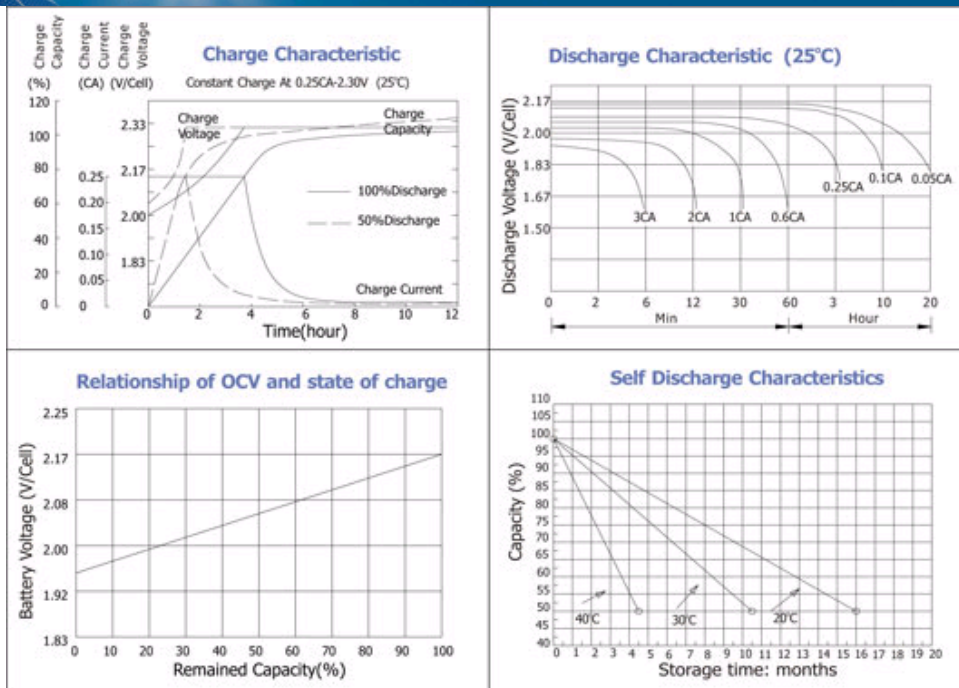 Charge
Capacity
Charge
Current
Charge
Voltage
Charge Characteristic
(%)
(CA)
(V/Cell)
Constant Charge At 0.25CA-2.30V (25℃)
120
100
80
60
40
20
0
0.25
0.20
0.15
0.10
0.05
0
2.33
2.17
2.00
1.83
Charge
Voltage
Charge
Capacity
100%Discharge
50%Discharge
Charge Current
0 2 4 6 8 10 12
Time(hour)
Discharge Characteristic (25℃)
Discharge Voltage (V/Cell)
2.17
2.00
1.83
1.67
1.50
3CA 2CA 1CA 0.6CA 0.25CA 0.1CA 0.05CA
0 2 6 12 30 60 3 10 20
Min Hour
Relationship of OCV and state of charge
Battery Voltage (V/Cell)
2.25
2.17
2.08
2.00
1.92
1.83
0 10 20 30 40 50 60 70 80 90 100
Remained Capacity(%)
Self Discharge Characteristics
Capacity (%)
110
105
100
95
90
85
80
75
70
65
60
55
50
45
40
40℃ 30℃ 20℃
0 1 2 3 4 5 6 7 8 9 10 11 12 13 14 15 16 17 18 19 20
Storage time: months